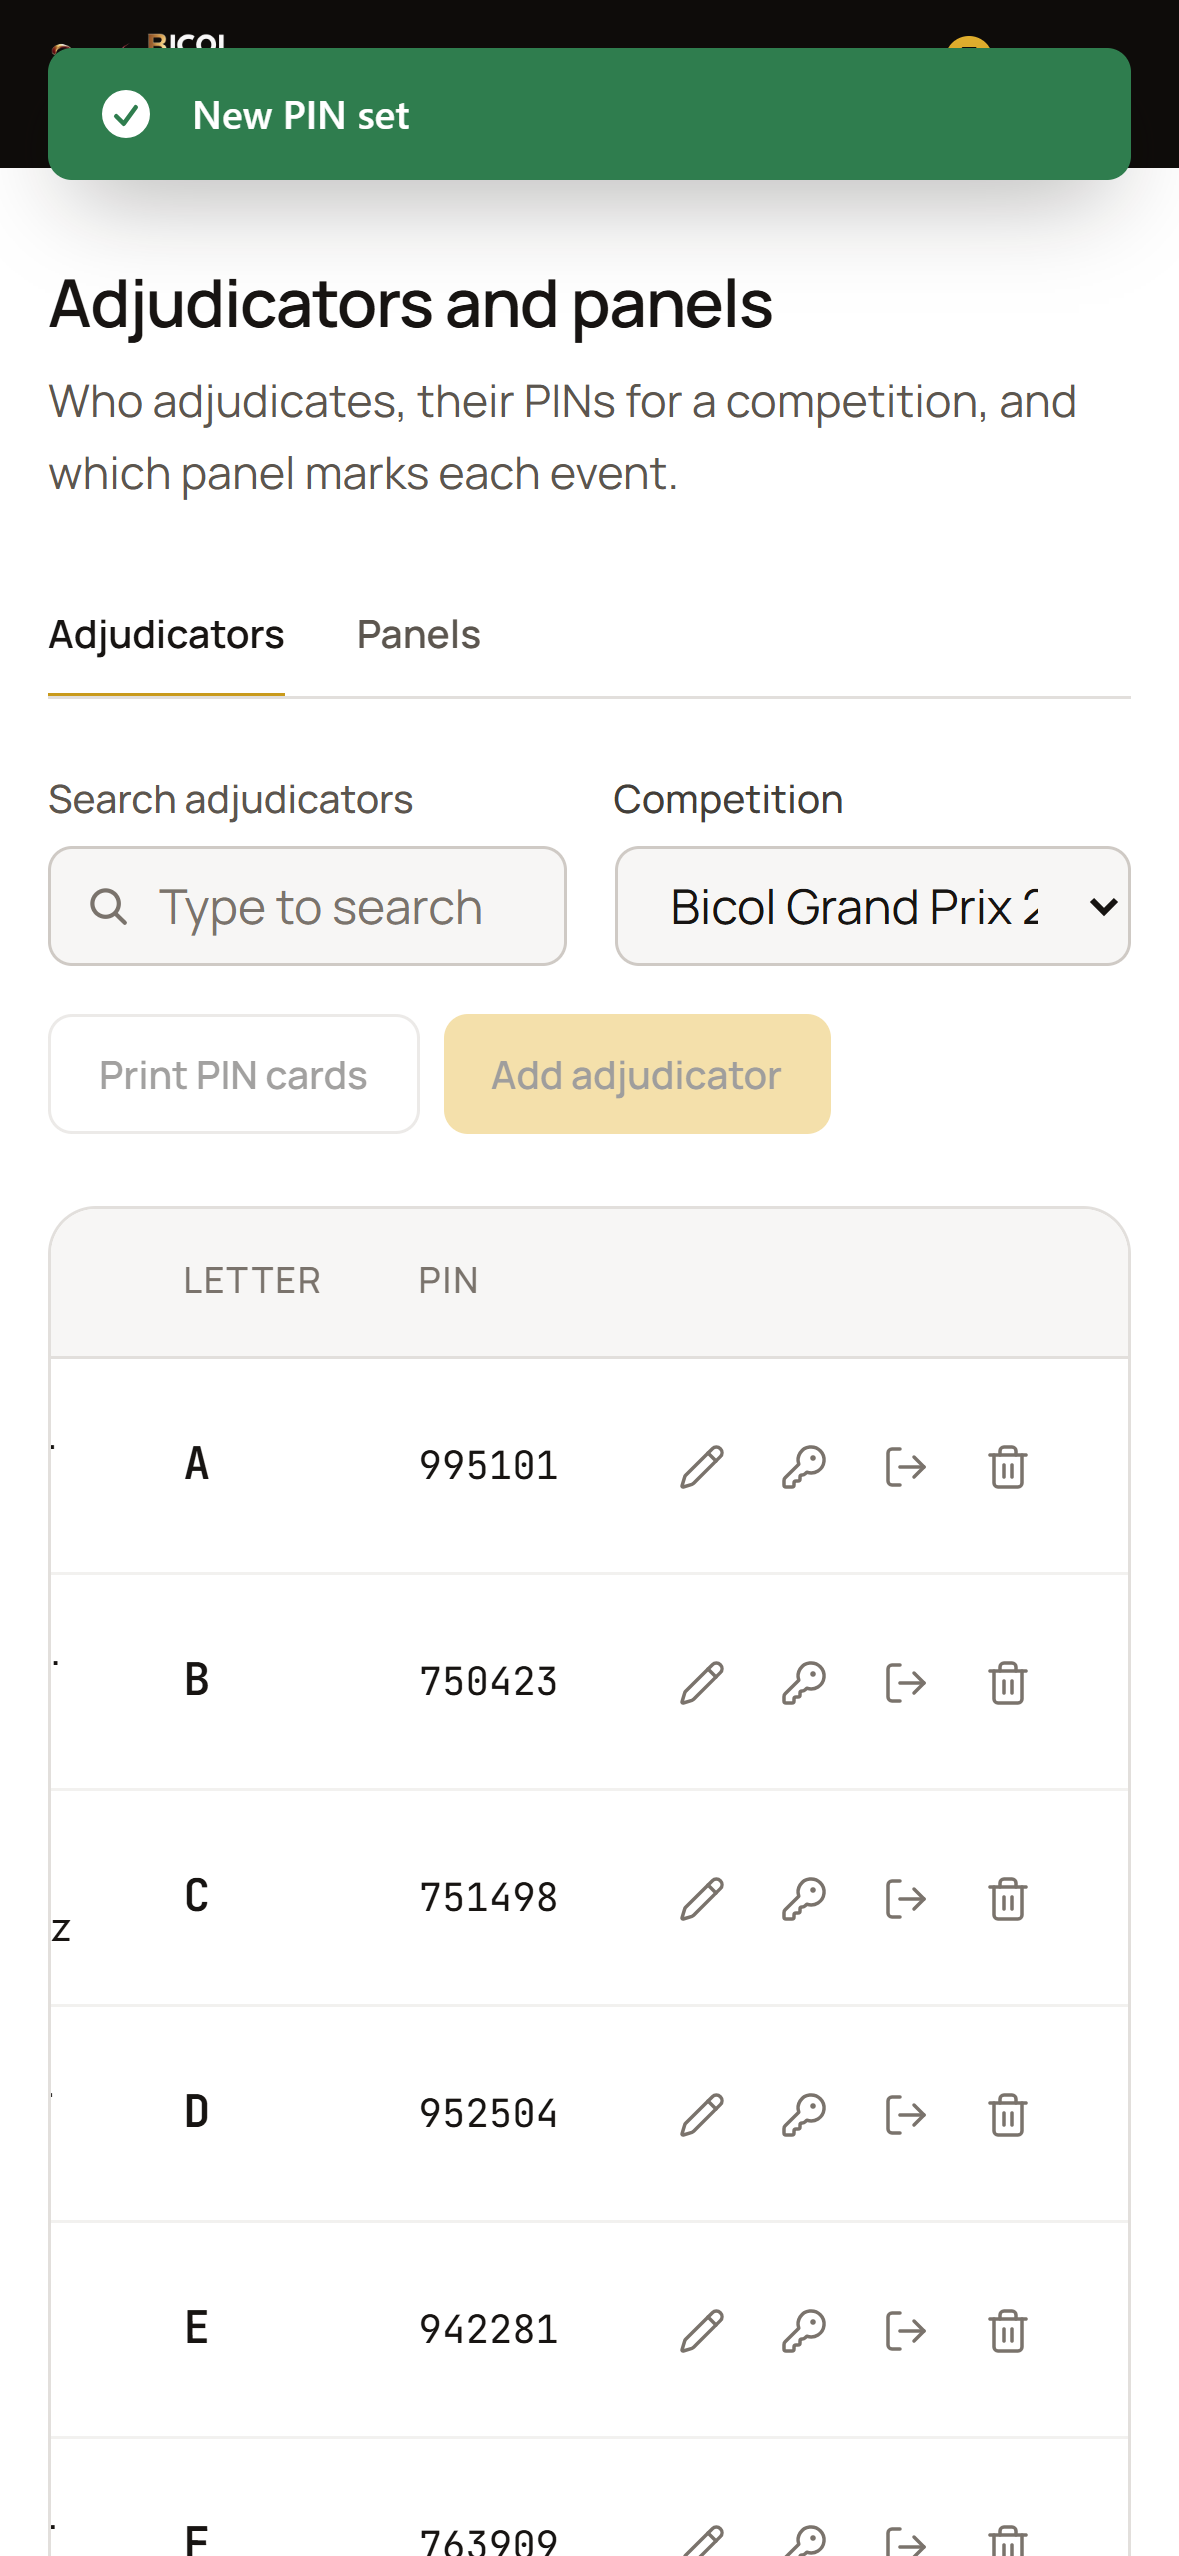 BICOL
New PIN set
Adjudicators and panels
Who adjudicates, their PINs for a competition, and
which panel marks each event.
Adjudicators Panels
Search adjudicators Competition
Type to search Bicol Grand Prix 2
Print PIN cards Add adjudicator
LETTER PIN
A 995101
B 750423
z C 751498
D 952504
E 942281
F 763909